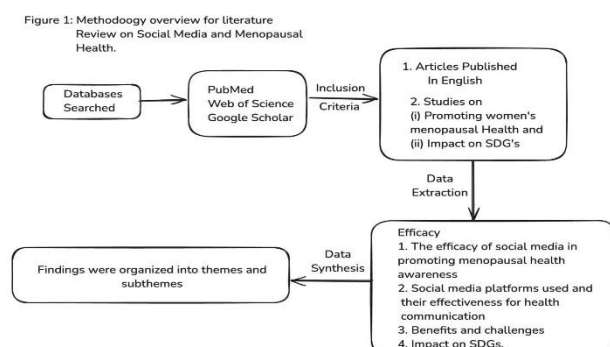 Figure 1: Methodoogy overview for literature
Review on Social Media and Menopausal
Health.
Databases
Searched
PubMed
Web of Science
Google Scholar
Inclusion
Criteria
1. Articles Published
In English
2. Studies on
(i) Promoting women's
menopausal Health and
(ii) Impact on SDG's
Data
Extraction
Efficacy
1. The efficacy of social media in
promoting menopausal health
awareness
2. Social media platforms used and
their effectiveness for health
communication
3. Benefits and challenges
4. Impact on SDGs.
Data
Synthesis
Findings were organized into themes and
subthemes